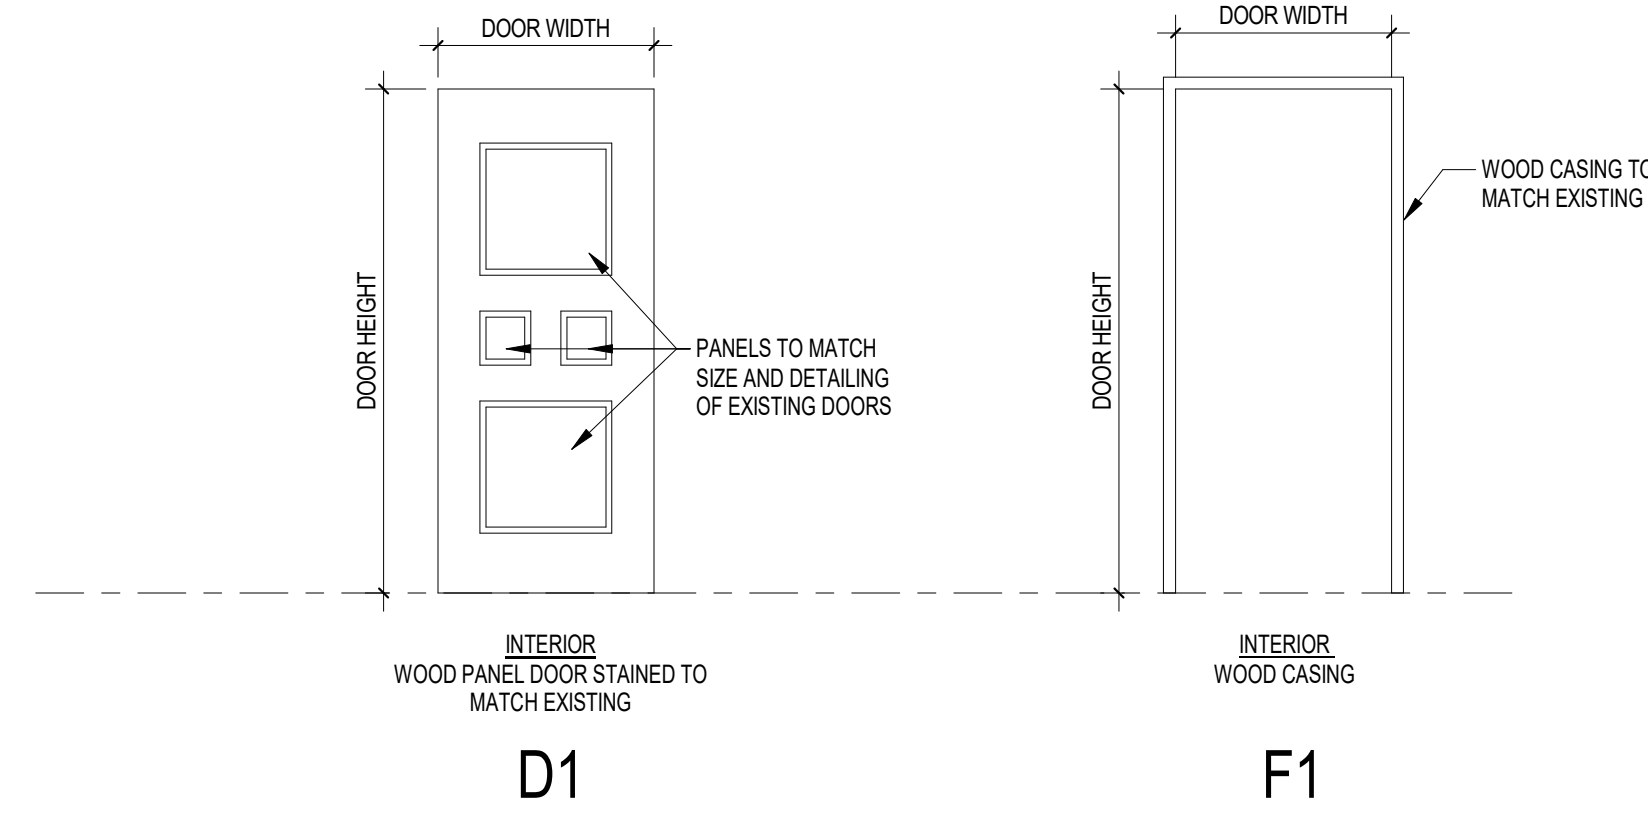 DOOR WIDTH
DOOR HEIGHT
PANELS TO MATCH
SIZE AND DETAILING
OF EXISTING DOORS
INTERIOR
WOOD PANEL DOOR STAINED TO
MATCH EXISTING
D1
DOOR WIDTH
DOOR HEIGHT
WOOD CASING TO
MATCH EXISTING
INTERIOR
WOOD CASING
F1